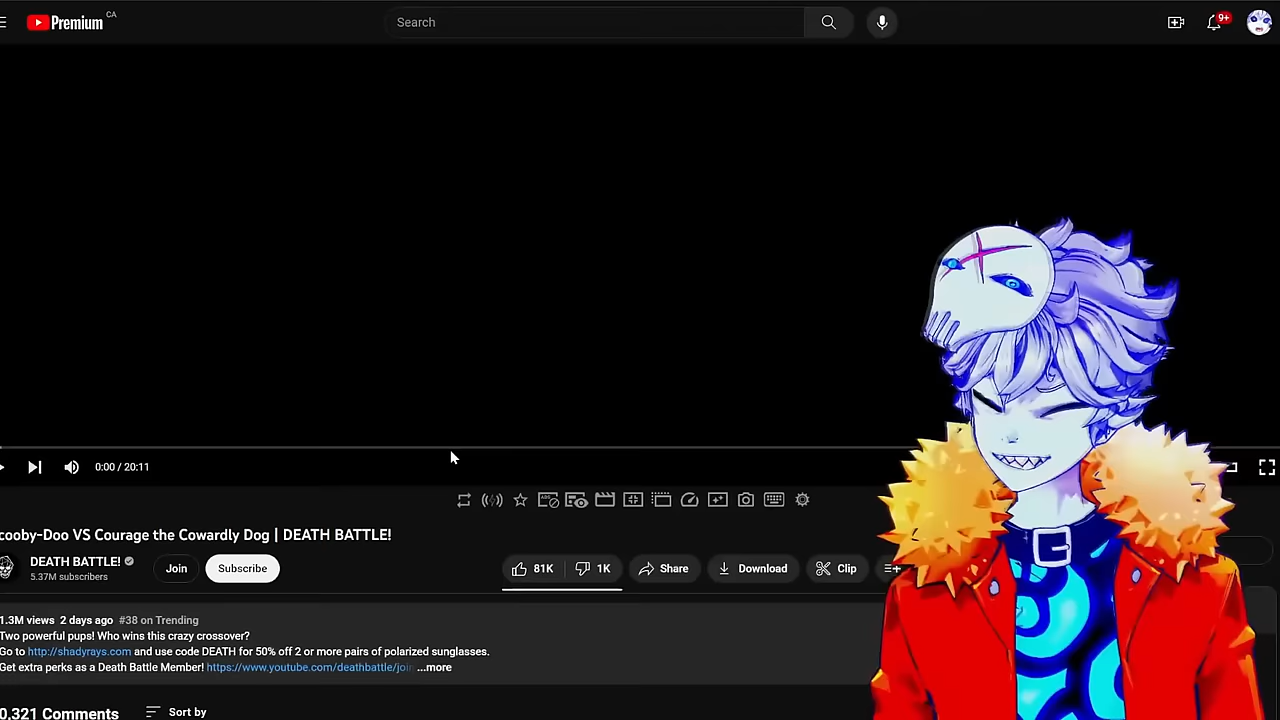 Premium CA
Search
9+
0:00 / 20:11
cooby-Doo VS Courage the Cowardly Dog | DEATH BATTLE!
DEATH BATTLE!
5.37M subscribers
Join
Subscribe
81K
1K
Share
Download
Clip
1.3M views 2 days ago #38 on Trending
Two powerful pups! Who wins this crazy crossover?
Go to http://shadyrays.com and use code DEATH for 50% off 2 or more pairs of polarized sunglasses.
Get extra perks as a Death Battle Member! https://www.youtube.com/deathbattle/joi ...more
0,321 Comments
Sort by